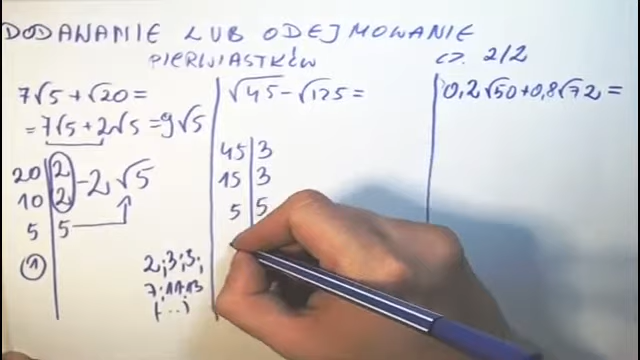 DODAWANIE LUB ODEJMOWANIE
PIERWIASTKÓW cz. 2/2
7√5 + √20 =
= 7√5 + 2√5 = 9√5
20 | 2
10 | 2 - 2√5
5 | 5
1
2; 3; 5;
7; 11; 13
(...)
√45 - √125 =
45 | 3
15 | 3
5 | 5
0,2√50 + 0,8√72 =